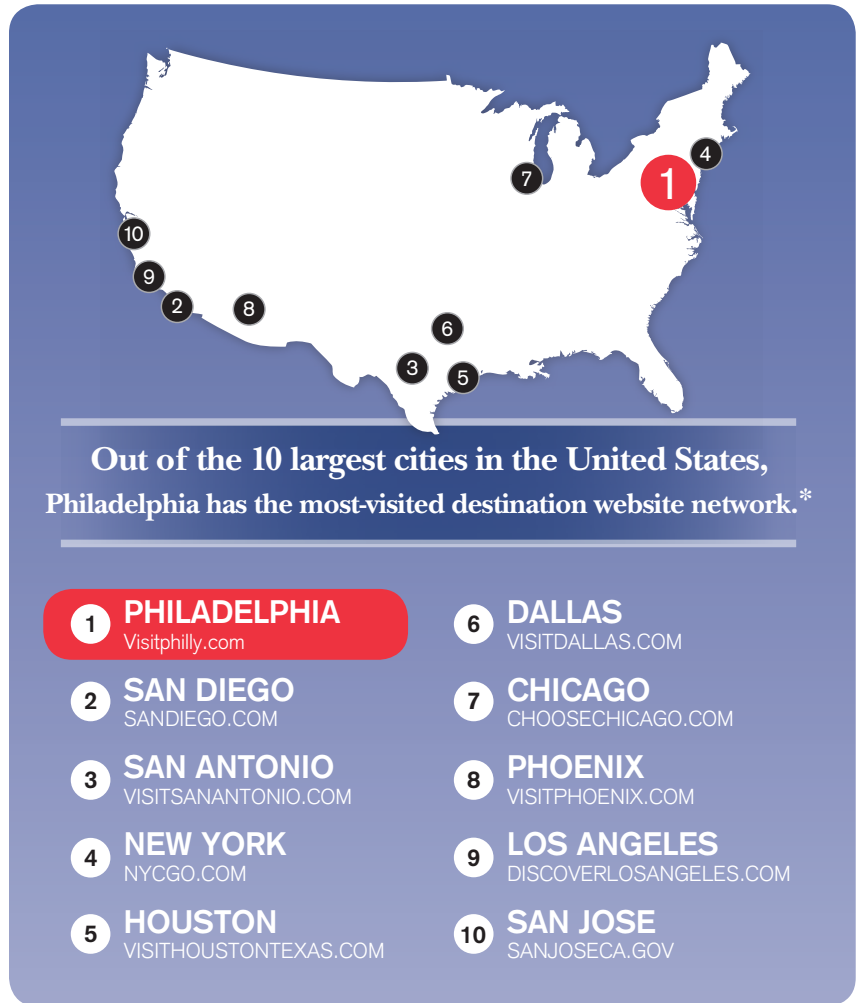 7
4
1
10
9
2
8
6
3
5
Out of the 10 largest cities in the United States,
Philadelphia has the most-visited destination website network.*
1 PHILADELPHIA
Visitphilly.com
2 SAN DIEGO
SANDIEGO.COM
3 SAN ANTONIO
VISITSANANTONIO.COM
4 NEW YORK
NYCGO.COM
5 HOUSTON
VISITHOUSTONTEXAS.COM
6 DALLAS
VISITDALLAS.COM
7 CHICAGO
CHOOSECHICAGO.COM
8 PHOENIX
VISITPHOENIX.COM
9 LOS ANGELES
DISCOVERLOSANGELES.COM
10 SAN JOSE
SANJOSECA.GOV